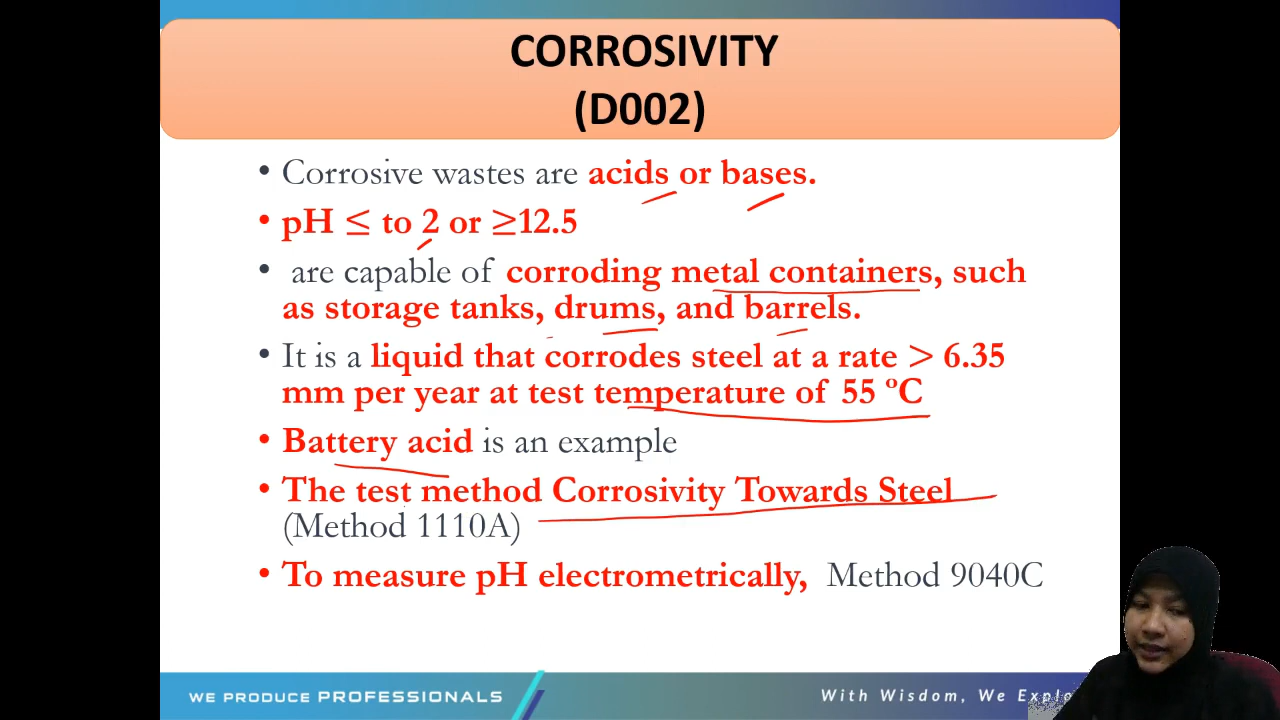 CORROSIVITY
(D002)
• Corrosive wastes are acids or bases.
• pH ≤ to 2 or ≥12.5
• are capable of corroding metal containers, such
as storage tanks, drums, and barrels.
• It is a liquid that corrodes steel at a rate > 6.35
mm per year at test temperature of 55 ºC
• Battery acid is an example
• The test method Corrosivity Towards Steel
(Method 1110A)
• To measure pH electrometrically, Method 9040C
WE PRODUCE PROFESSIONALS
With Wisdom, We